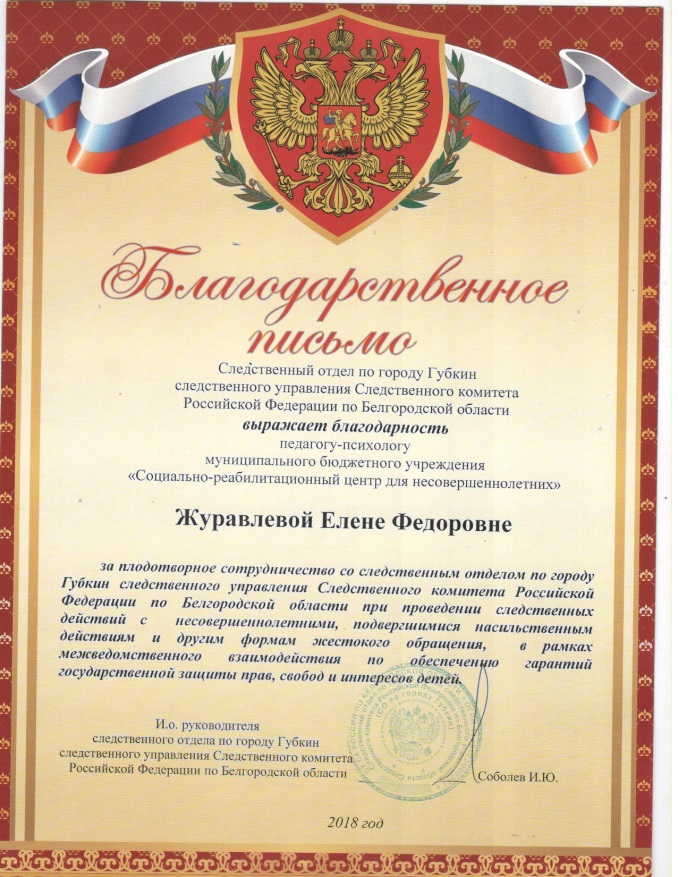 Благодарственное
письмо
Следственный отдел по городу Губкин
следственного управления Следственного комитета
Российской Федерации по Белгородской области
выражает благодарность
педагогу-психологу
муниципального бюджетного учреждения
«Социально-реабилитационный центр для несовершеннолетних»
Журавлевой Елене Федоровне
за плодотворное сотрудничество со следственным отделом по городу
Губкин следственного управления Следственного комитета Российской
Федерации по Белгородской области при проведении следственных
действий с несовершеннолетними, подвергшимися насильственным
действиям и другим формам жестокого обращения, в рамках
межведомственного взаимодействия по обеспечению гарантий
государственной защиты прав, свобод и интересов детей.
И.о. руководителя
следственного отдела по городу Губкин
следственного управления Следственного комитета
Российской Федерации по Белгородской области
Соболев И.Ю.
(СО по городу Губкин)
2018 год